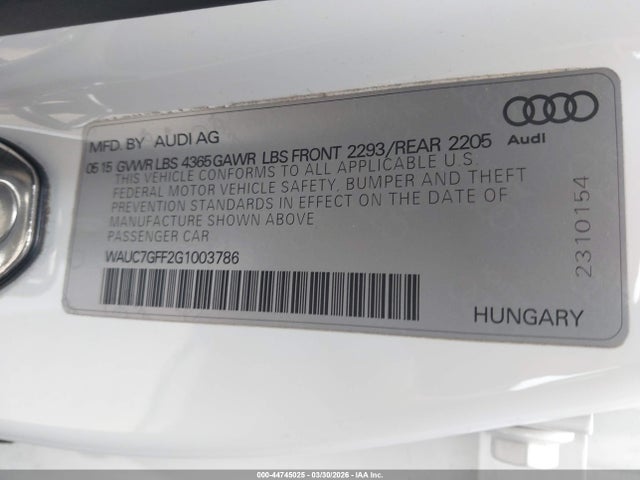 MFD. BY AUDI AG
05 15 GVWR LBS 4365 GAWR LBS FRONT 2293/REAR 2205
Audi
THIS VEHICLE CONFORMS TO ALL APPLICABLE U.S.
FEDERAL MOTOR VEHICLE SAFETY, BUMPER AND THEFT
PREVENTION STANDARDS IN EFFECT ON THE DATE OF
MANUFACTURE SHOWN ABOVE
PASSENGER CAR
WAUC7GFF2G1003786
2310154
HUNGARY
000-44745025 - 03/30/2026 - IAA Inc.